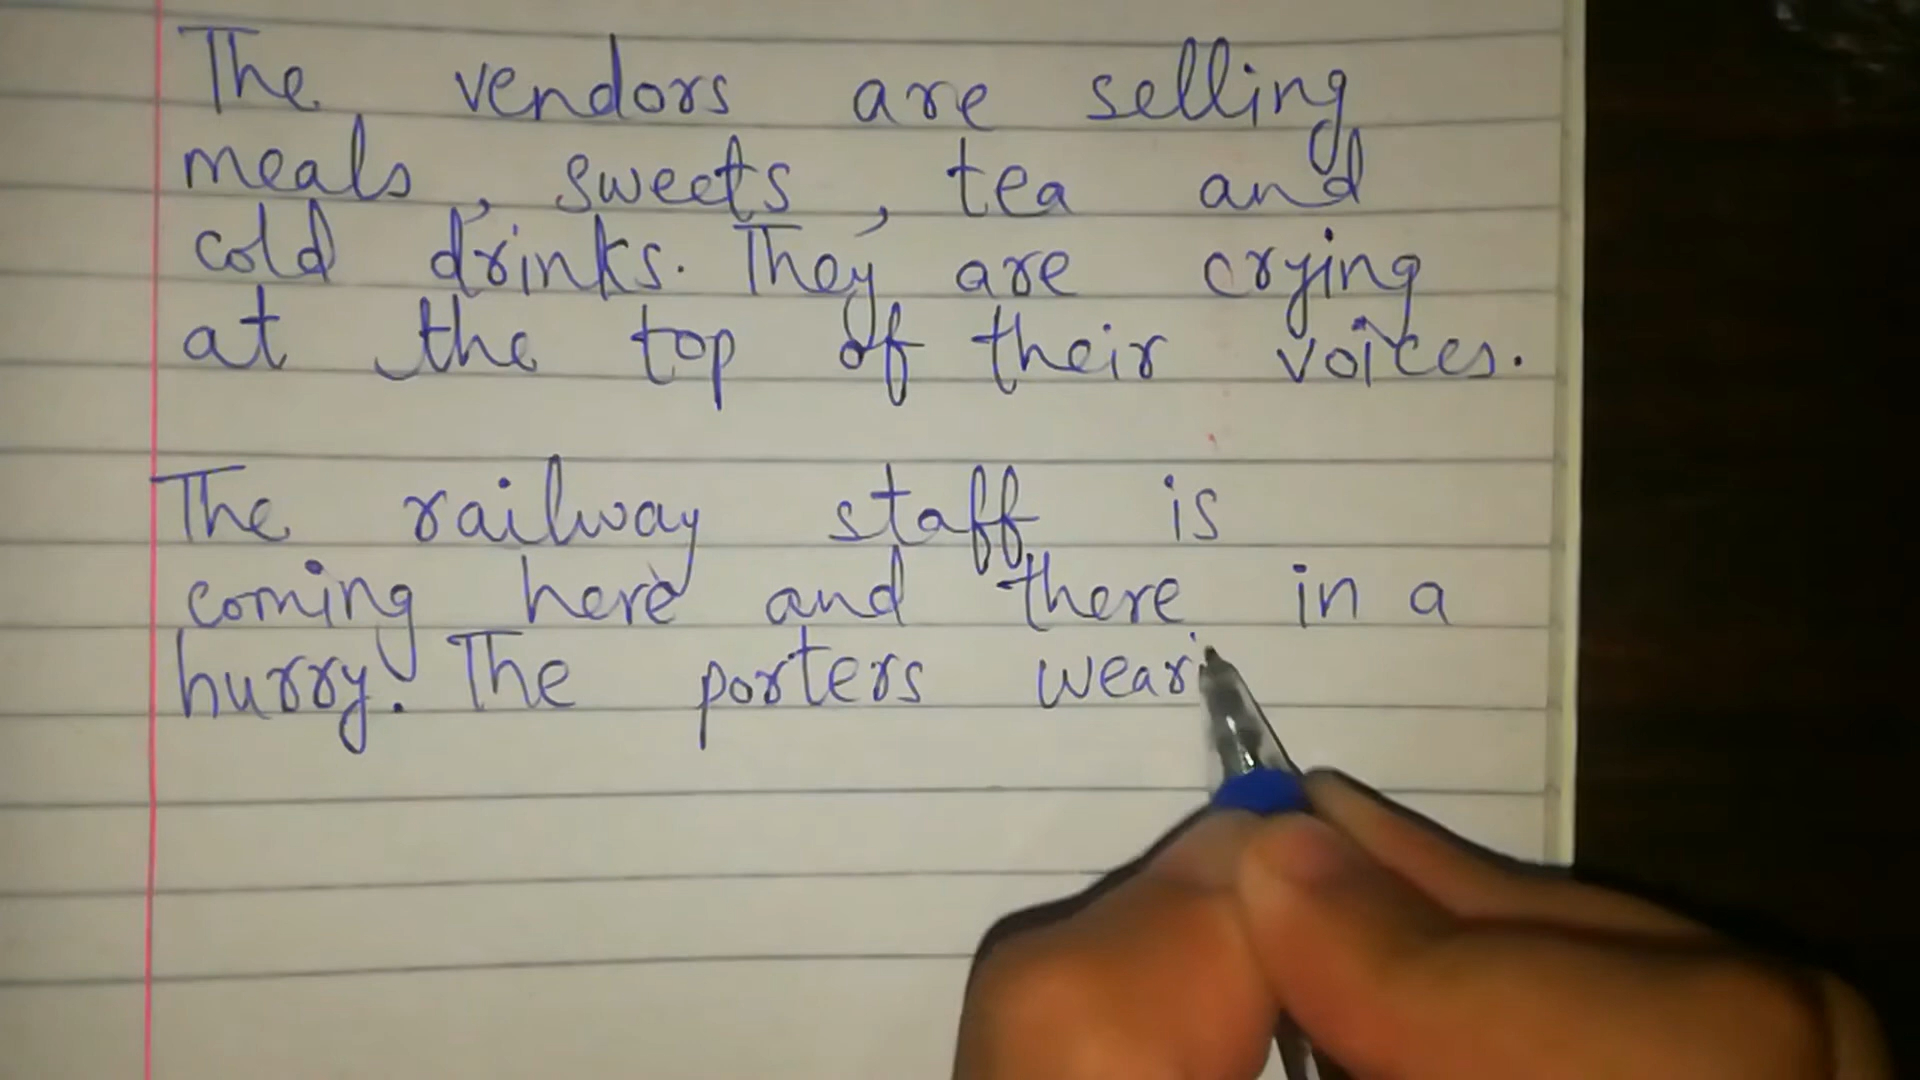 The vendors are selling
meals, sweets, tea and
cold drinks. They are crying
at the top of their voices.
The railway staff is
coming here and there in a
hurry. The porters weari